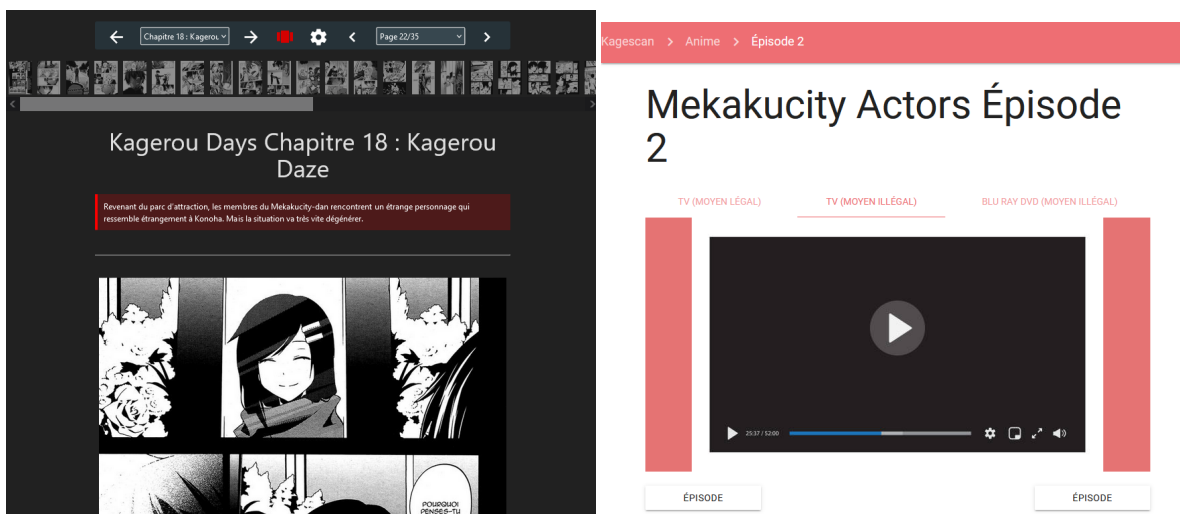 Chapitre 18 : Kagerou
Page 22/35
Kagerou Days Chapitre 18 : Kagerou
Daze
Revenant du parc d'attraction, les membres du Mekakucity-dan rencontrent un étrange personnage qui
ressemble étrangement à Konoha. Mais la situation va très vite dégénérer.
POURQUOI
PENSES-TU
Kagescan > Anime > Épisode 2
Mekakucity Actors Épisode
2
TV (MOYEN LÉGAL)
TV (MOYEN ILLÉGAL)
BLU RAY DVD (MOYEN ILLÉGAL)
25:37 / 52:00
ÉPISODE
ÉPISODE